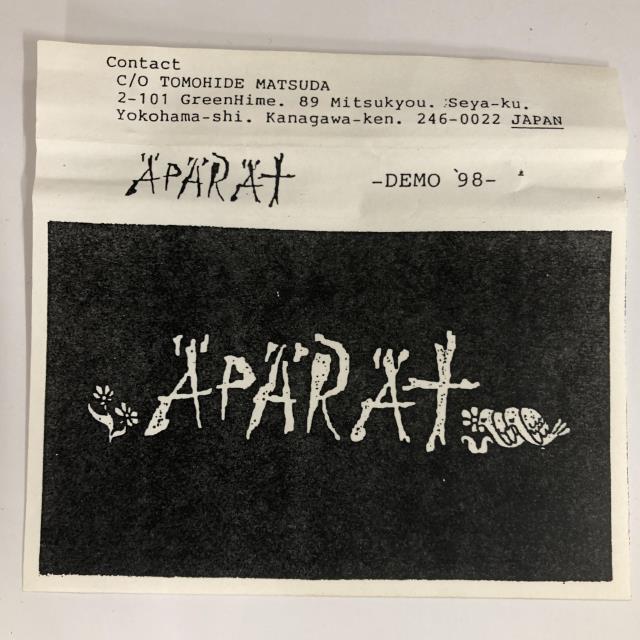 Contact
C/O TOMOHIDE MATSUDA
2-101 GreenHime. 89 Mitsukyou. Seya-ku.
Yokohama-shi. Kanagawa-ken. 246-0022 JAPAN
ÄPÄRÄT -DEMO '98-
ÄPÄRÄT